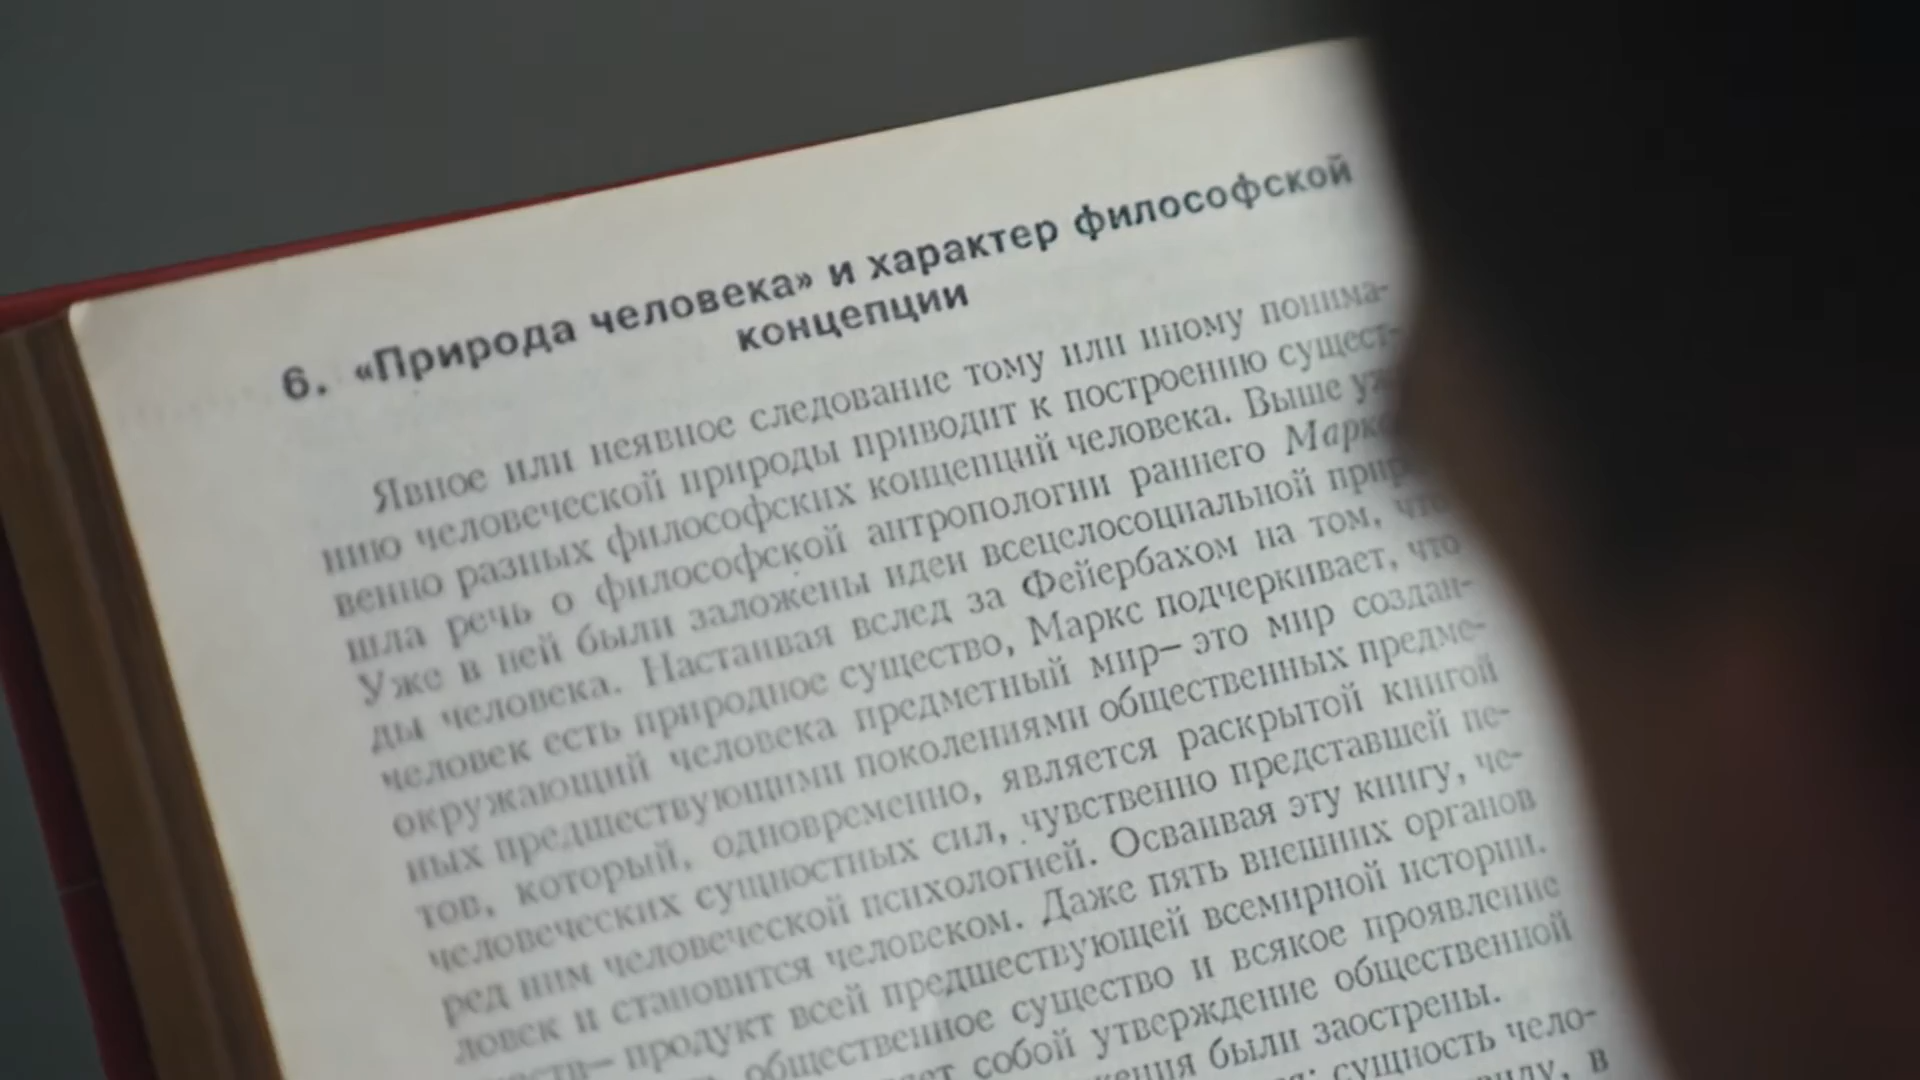 6. «Природа человека» и характер философской
концепции
Явное или неявное следование тому или иному понима-
нию человеческой природы приводит к построению сущест-
венно разных философских концепций человека. Выше
шла речь о философской антропологии раннего
Уже в ней были заложены идеи всецелосоциальной
ды человека. Настаивая вслед за Фейербахом на том, что
человек есть природное существо, Маркс подчеркивает, что
окружающий человека предметный мир– это мир создан-
ных предшествующими поколениями общественных предме-
тов, который, одновременно, является раскрытой книгой
человеческих сущностных сил, чувственно представшей пе-
ред ним человеческой психологией. Осваивая эту книгу, че-
ловек и становится человеком. Даже пять внешних органов
продукт всей предшествующей всемирной истории.
общественное существо и всякое проявление
собой утверждение общественной
были заострены.
сущность чело-
в